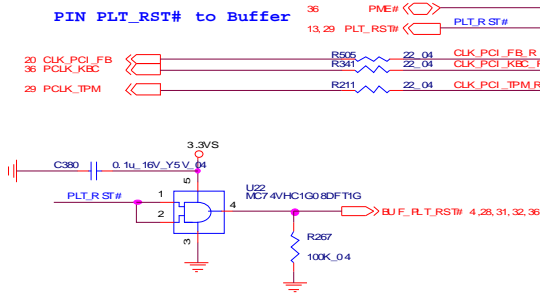 PIN PLT_RST# to Buffer
36 PME#
13,29 PLT_RST# PLT_RST#
20 CLK_PCI_FB R505 22_04 CLK_PCI_FB_R
36 PCLK_KBC R341 22_04 CLK_PCI_KBC_R
29 PCLK_TPM R211 22_04 CLK_PCI_TPM_R
3.3VS
C380 0.1u_16V_Y5V_04
5
U22
MC74VHC1G08DFT1G
PLT_RST# 1
2
4
BUF_PLT_RST# 4,28,31,32,36
3
R267
100K_04